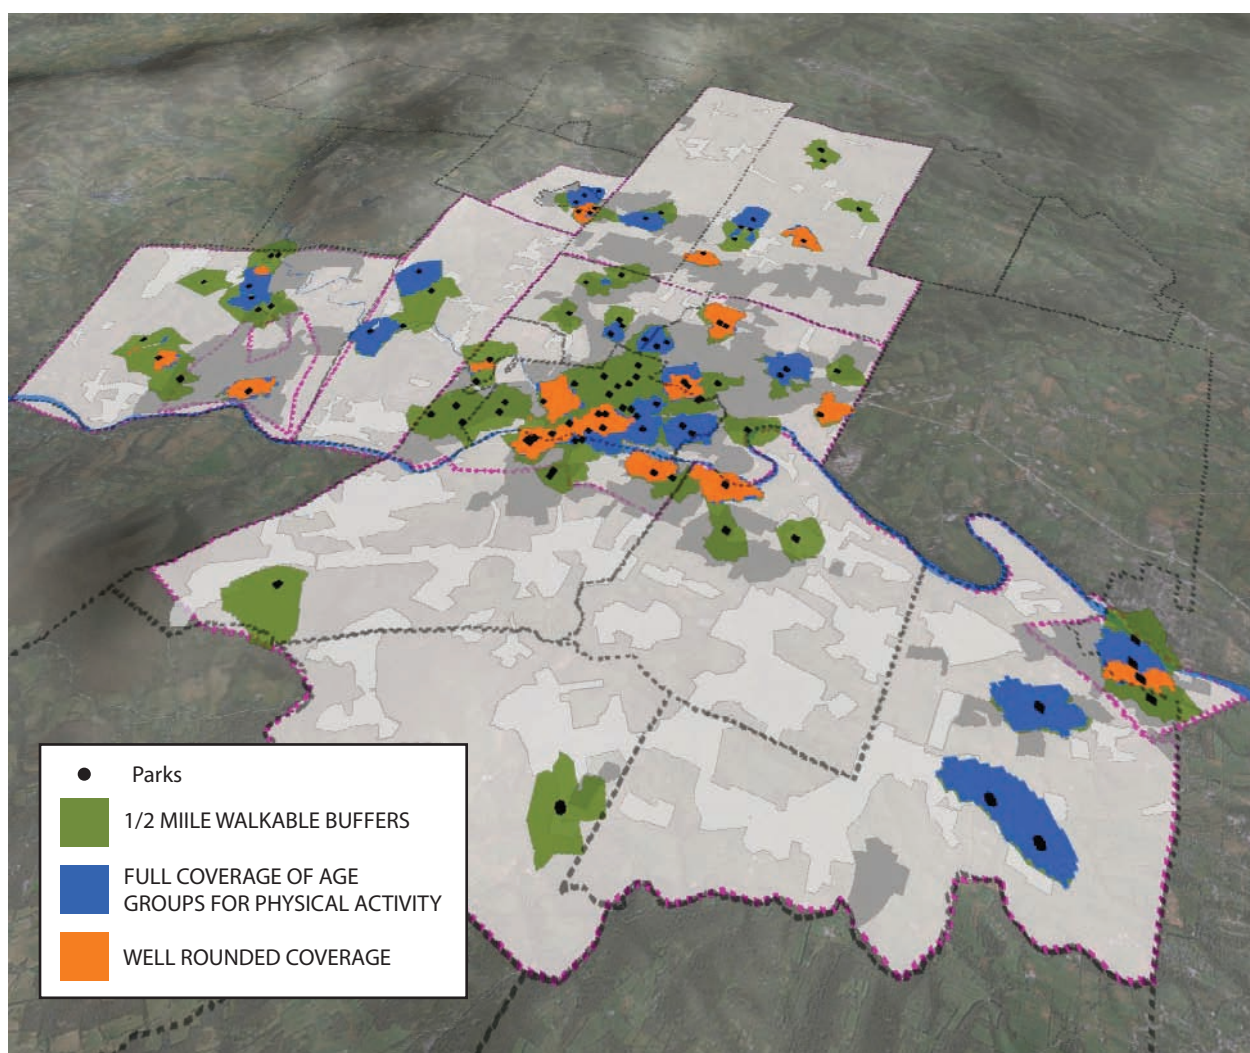 Parks
1/2 MIILE WALKABLE BUFFERS
FULL COVERAGE OF AGE
GROUPS FOR PHYSICAL ACTIVITY
WELL ROUNDED COVERAGE